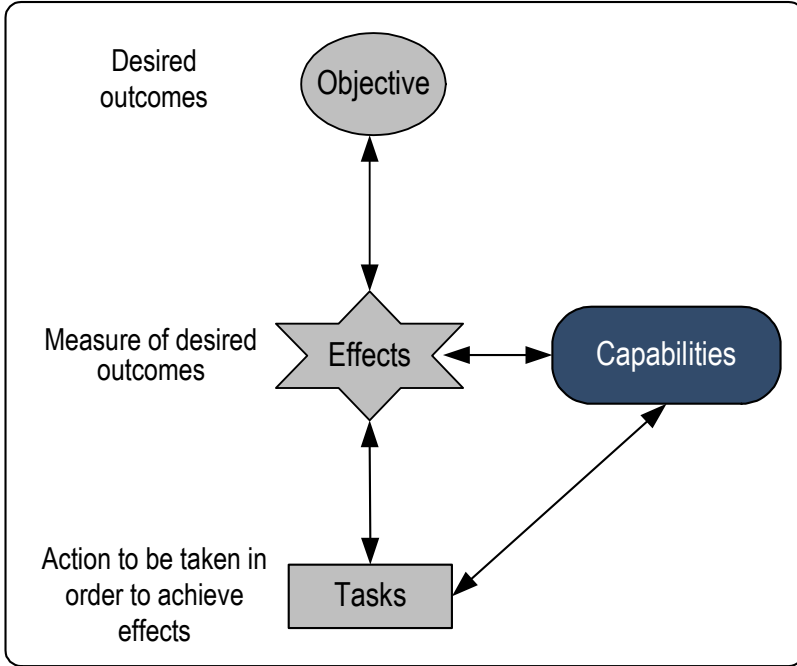 Desired
outcomes
Objective
Measure of desired
outcomes
Effects
Capabilities
Action to be taken in
order to achieve
effects
Tasks